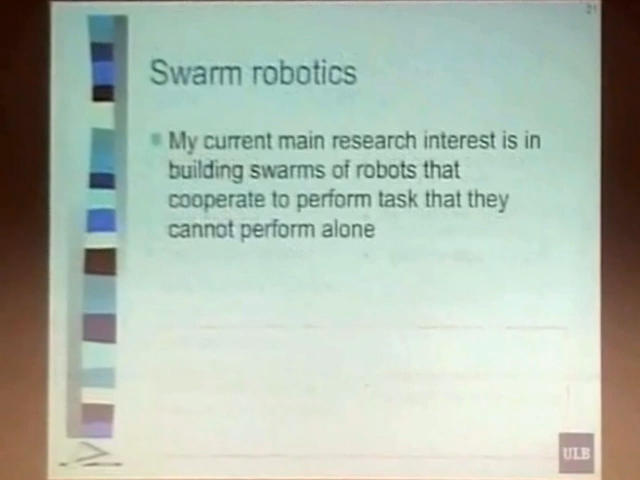 21
Swarm robotics
My current main research interest is in
building swarms of robots that
cooperate to perform task that they
cannot perform alone
ULB